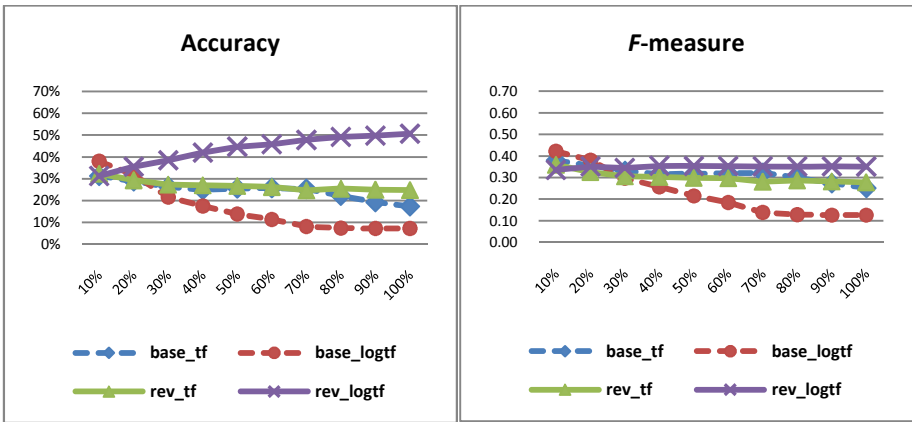 Accuracy
70%
60%
50%
40%
30%
20%
10%
0%
10% 20% 30% 40% 50% 60% 70% 80% 90% 100%
base_tf base_logtf
rev_tf rev_logtf
F-measure
0.70
0.60
0.50
0.40
0.30
0.20
0.10
0.00
10% 20% 30% 40% 50% 60% 70% 80% 90% 100%
base_tf base_logtf
rev_tf rev_logtf